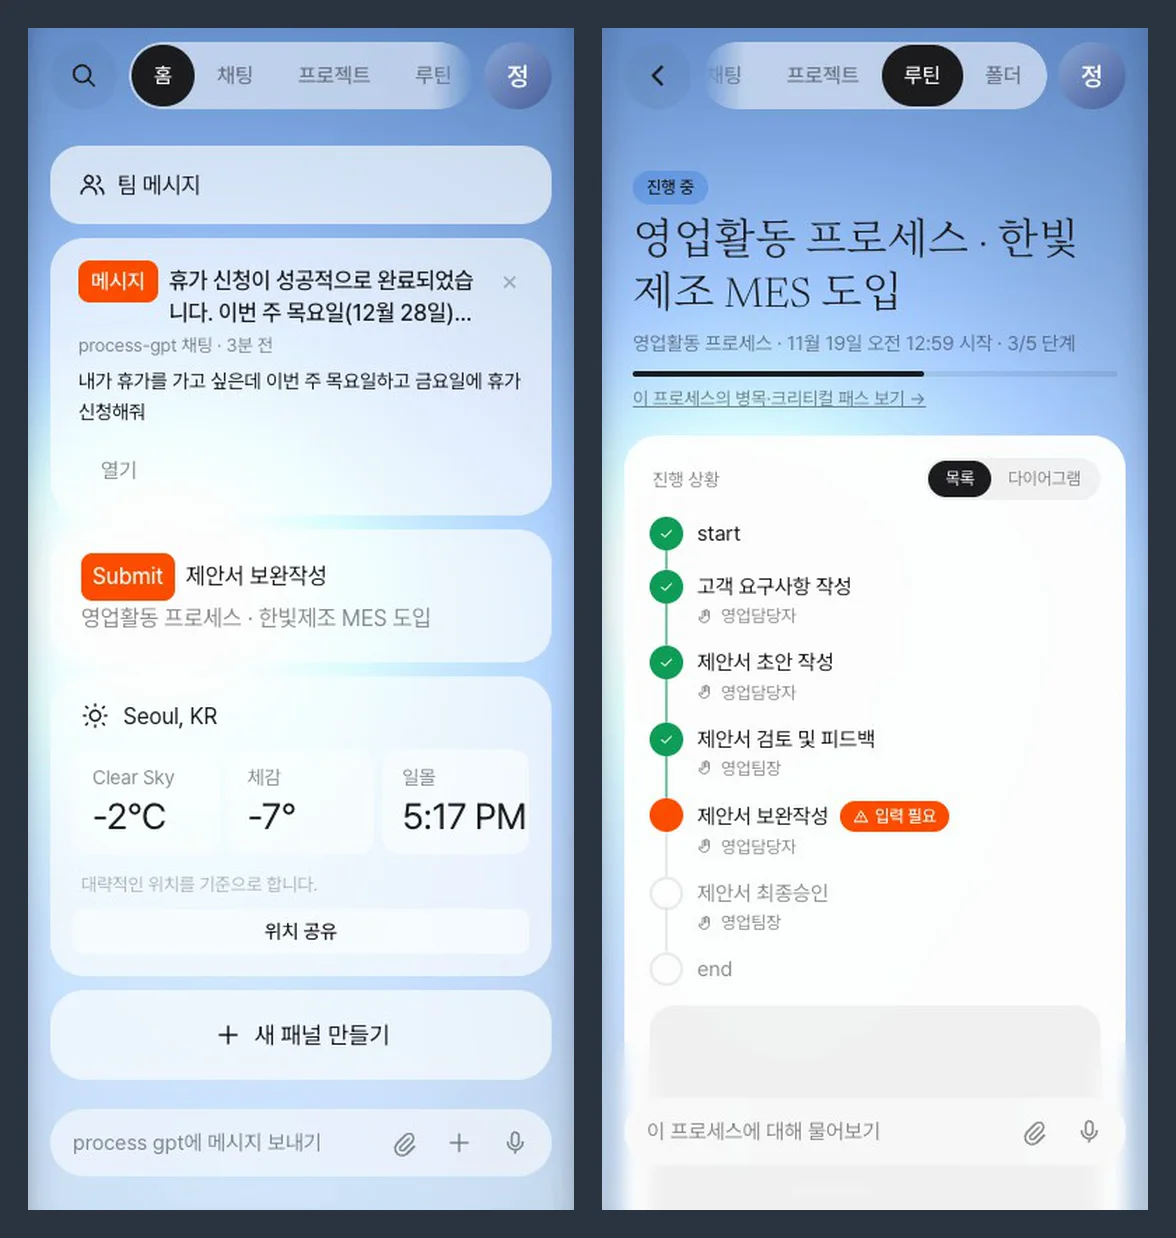 홈
채팅
프로젝트
루틴
정
팀 메시지
메시지
휴가 신청이 성공적으로 완료되었습
니다. 이번 주 목요일(12월 28일)...
process-gpt 채팅 · 3분 전
내가 휴가를 가고 싶은데 이번 주 목요일하고 금요일에 휴가
신청해줘
열기
Submit 제안서 보완작성
영업활동 프로세스 · 한빛제조 MES 도입
Seoul, KR
Clear Sky
-2°C
체감
-7°
일몰
5:17 PM
대략적인 위치를 기준으로 합니다.
위치 공유
+ 새 패널 만들기
process gpt에 메시지 보내기
채팅
프로젝트
루틴
폴더
정
진행 중
영업활동 프로세스 · 한빛
제조 MES 도입
영업활동 프로세스 · 11월 19일 오전 12:59 시작 · 3/5 단계
이 프로세스의 병목·크리티컬 패스 보기 →
진행 상황
목록
다이어그램
start
고객 요구사항 작성
영업담당자
제안서 초안 작성
영업담당자
제안서 검토 및 피드백
영업팀장
제안서 보완작성
입력 필요
영업담당자
제안서 최종승인
영업팀장
end
이 프로세스에 대해 물어보기